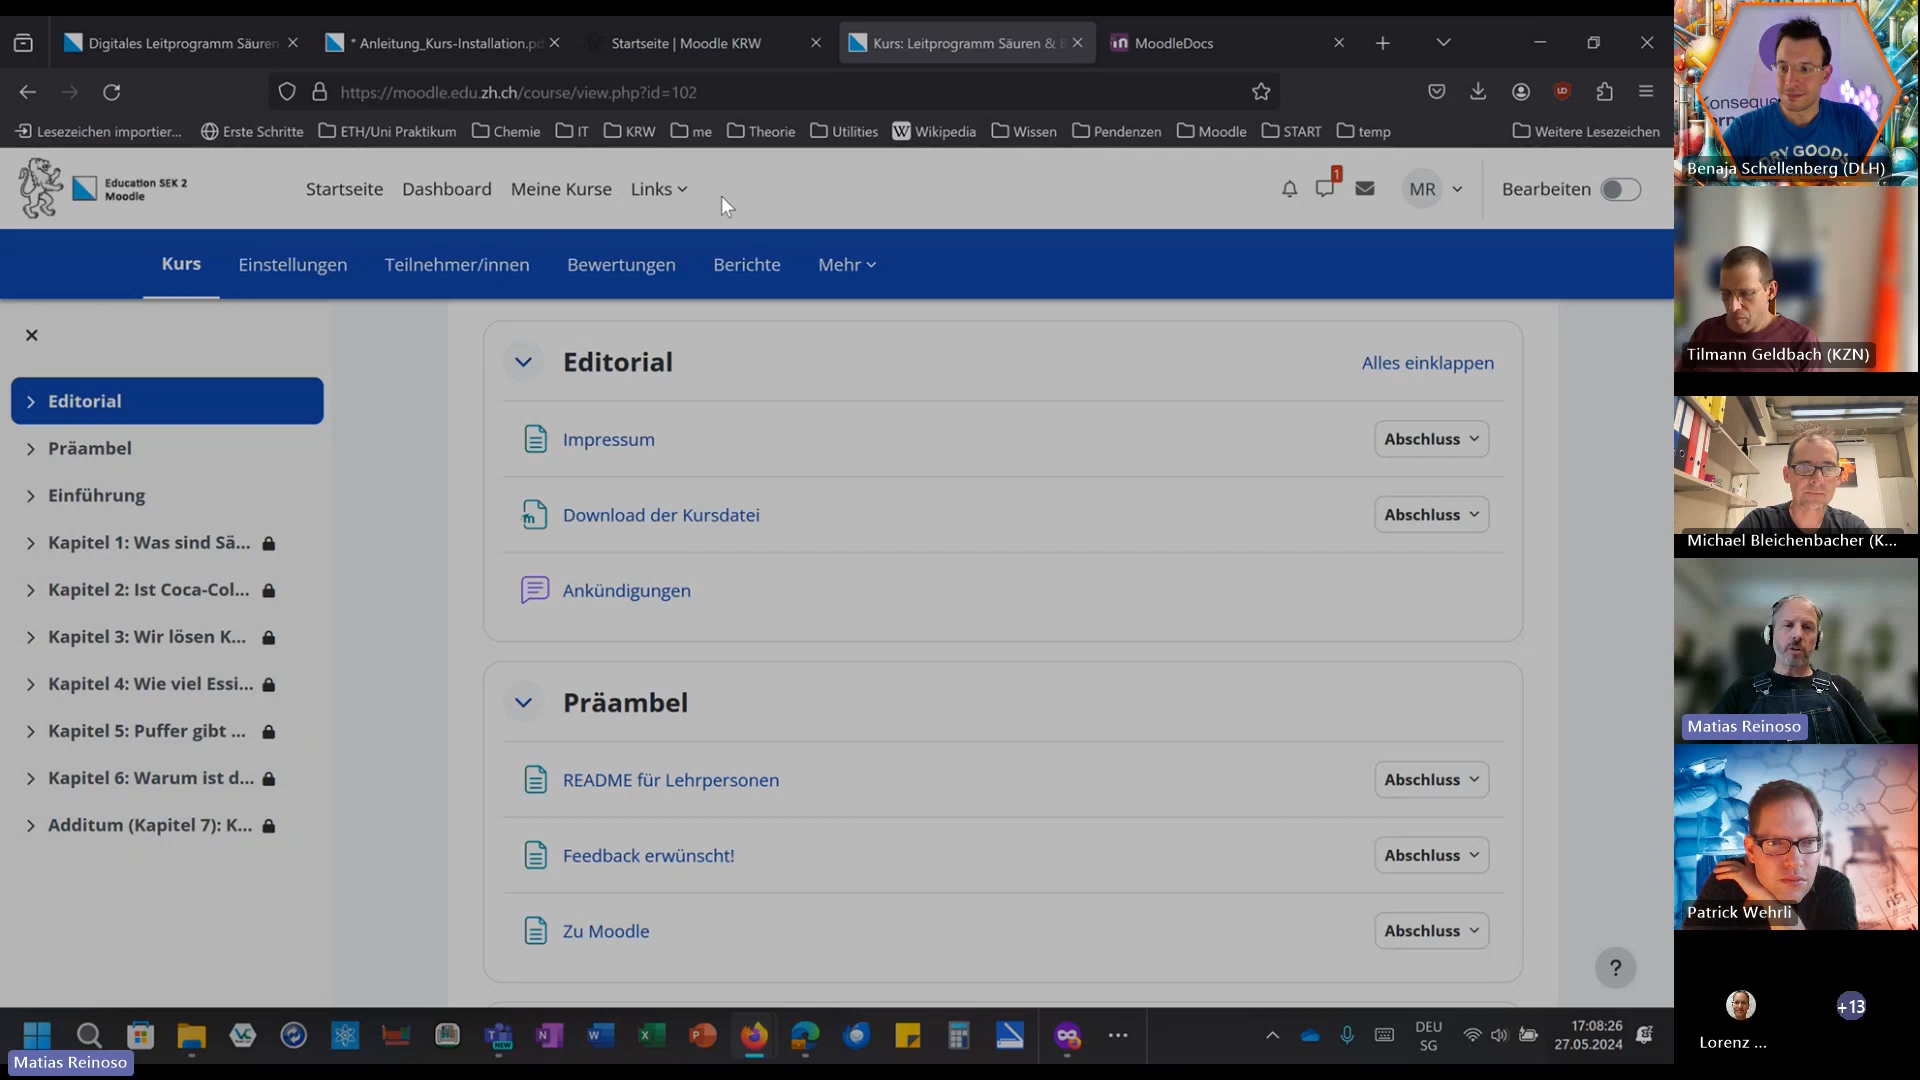 Digitales Leitprogramm Säuren
* Anleitung_Kurs-Installation.pd
Startseite | Moodle KRW
Kurs: Leitprogramm Säuren & B
MoodleDocs
https://moodle.edu.zh.ch/course/view.php?id=102
Lesezeichen importier...
Erste Schritte
ETH/Uni Praktikum
Chemie
IT
KRW
me
Theorie
Utilities
Wikipedia
Wissen
Pendenzen
Moodle
START
temp
Weitere Lesezeichen
Education SEK 2
Moodle
Startseite
Dashboard
Meine Kurse
Links
1
MR
Bearbeiten
Kurs
Einstellungen
Teilnehmer/innen
Bewertungen
Berichte
Mehr
Editorial
Präambel
Einführung
Kapitel 1: Was sind Sä...
Kapitel 2: Ist Coca-Col...
Kapitel 3: Wir lösen K...
Kapitel 4: Wie viel Essi...
Kapitel 5: Puffer gibt ...
Kapitel 6: Warum ist d...
Additum (Kapitel 7): K...
Editorial
Alles einklappen
Impressum
Abschluss
Download der Kursdatei
Abschluss
Ankündigungen
Präambel
README für Lehrpersonen
Abschluss
Feedback erwünscht!
Abschluss
Zu Moodle
Abschluss
?
DEU
SG
17:08:26
27.05.2024
Matias Reinoso
Konseque
ORY GOODS
Benaja Schellenberg (DLH)
Tilmann Geldbach (KZN)
Michael Bleichenbacher (K...
Matias Reinoso
Patrick Wehrli
Lorenz ...
+13